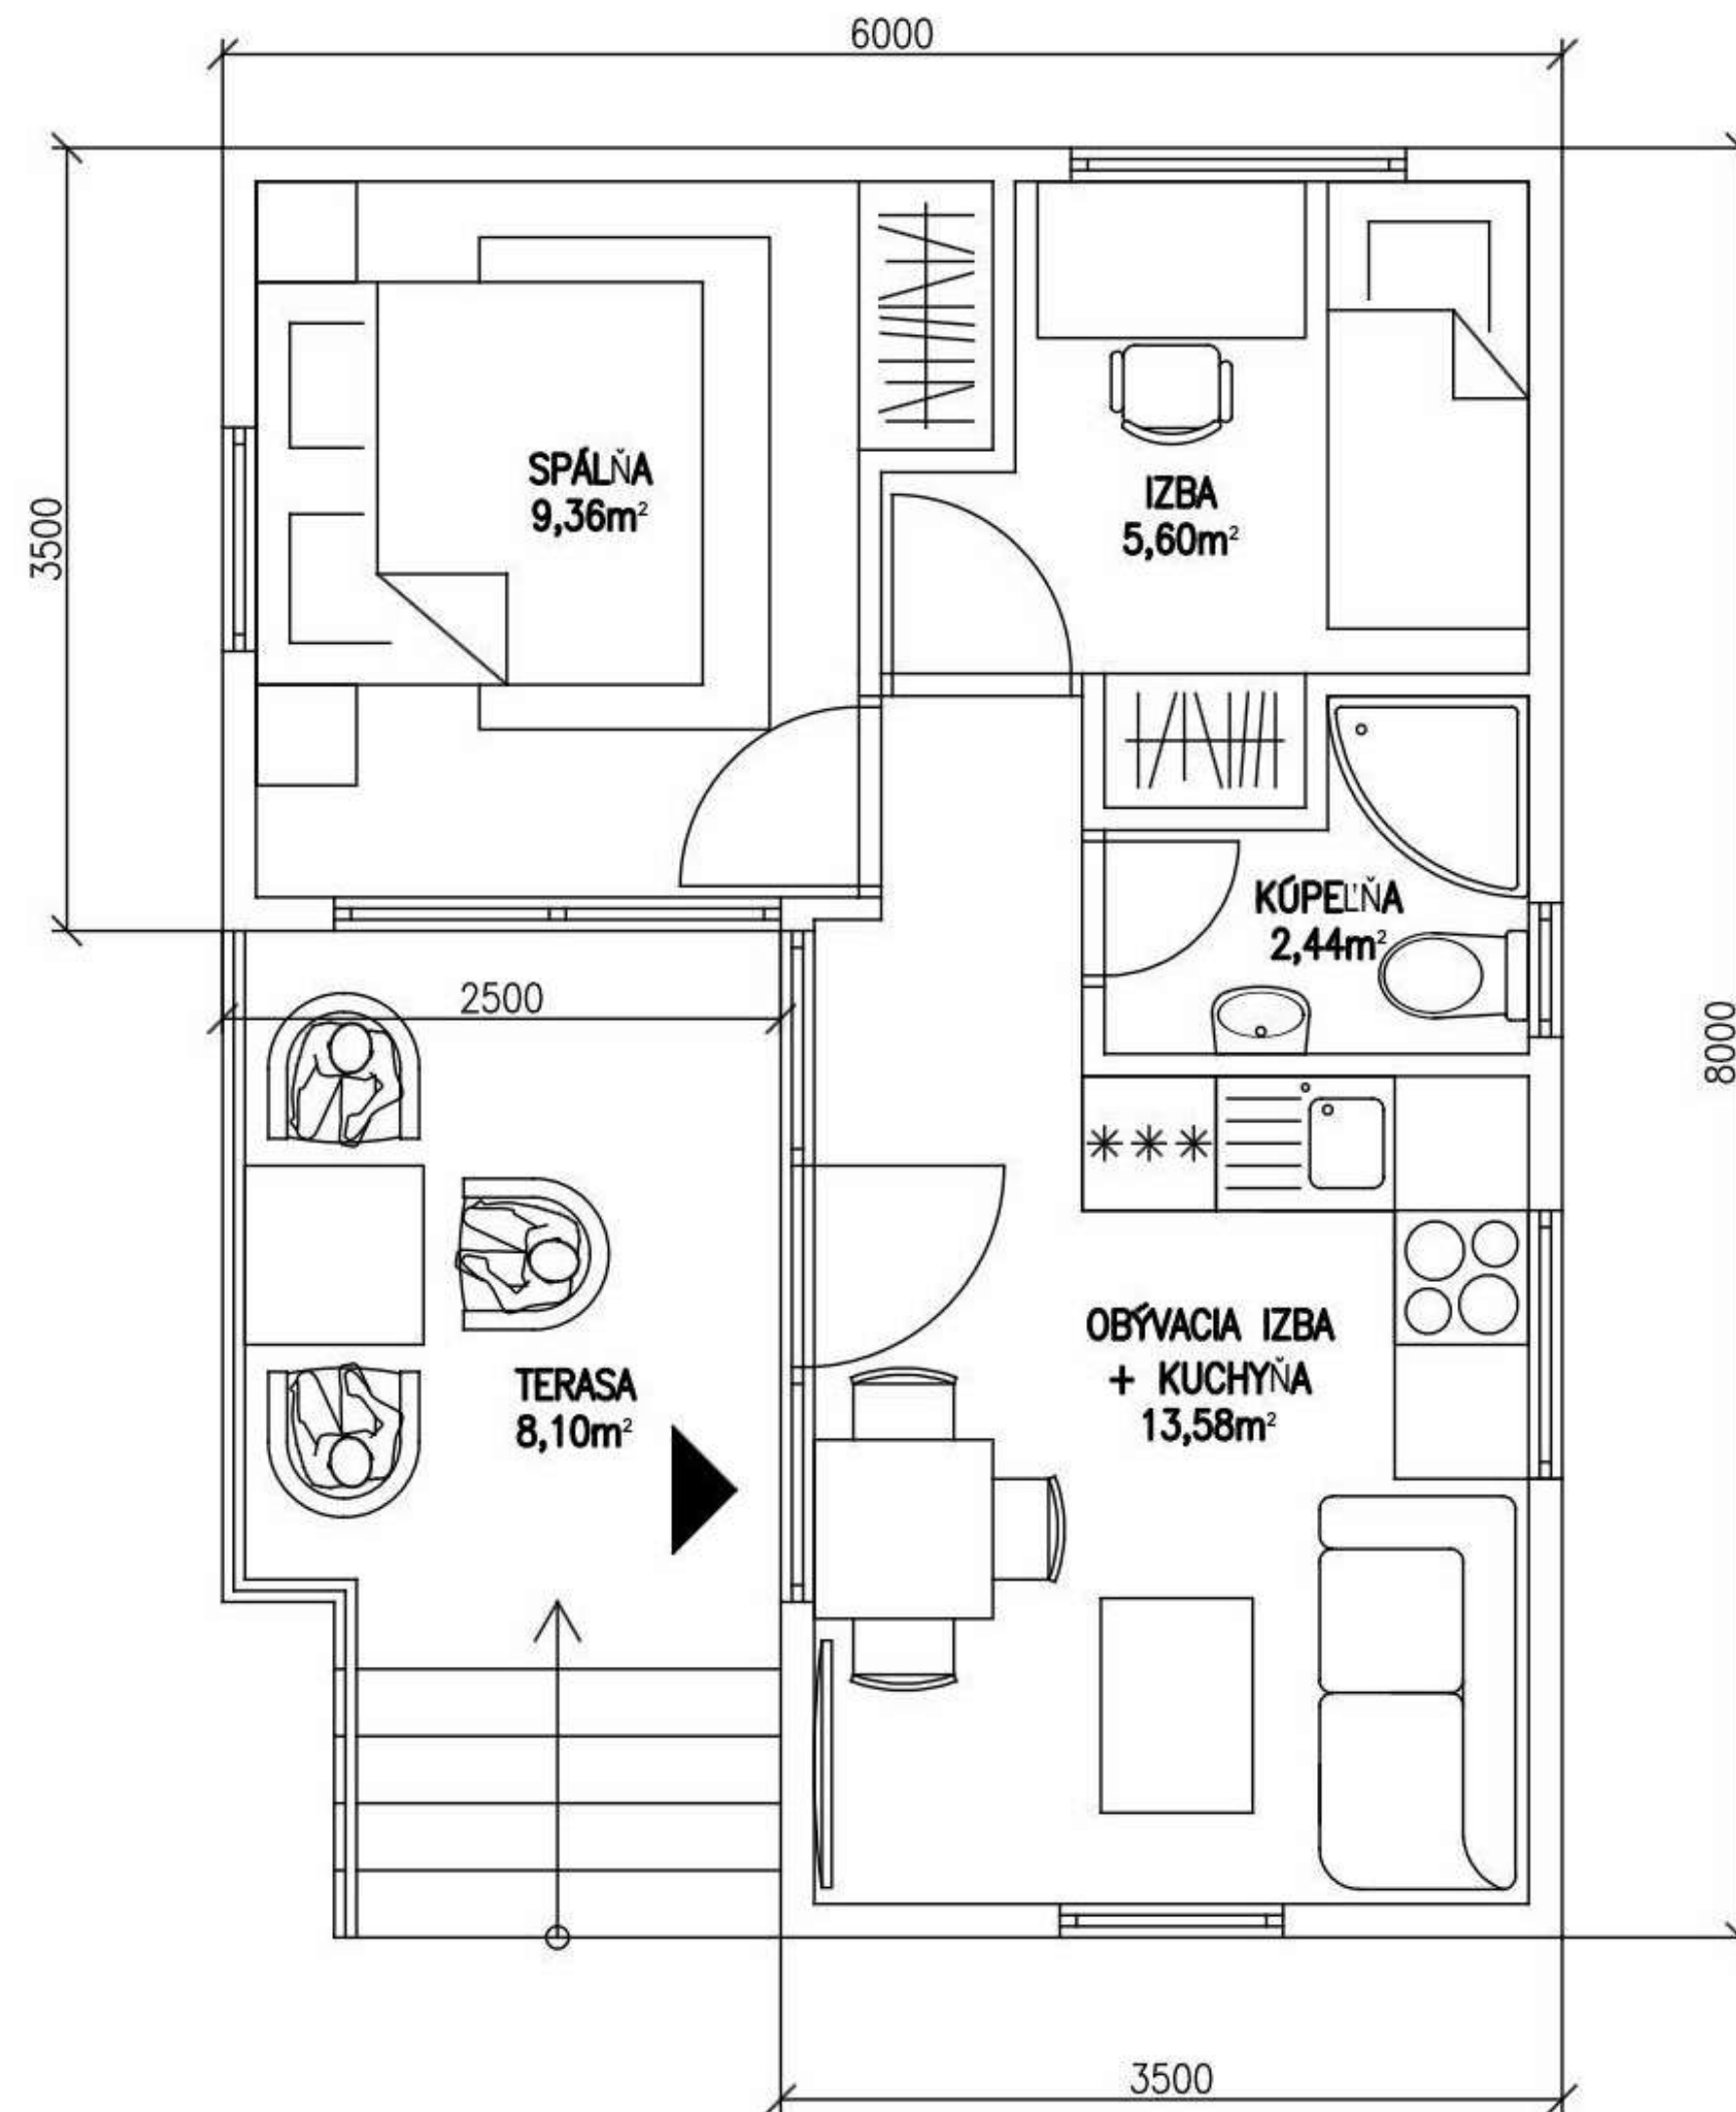 6000
3500
SPÁLŇA
9,36m²
IZBA
5,60m²
KÚPEĽŇA
2,44m²
2500
8000
OBÝVACIA IZBA
+ KUCHYŇA
13,58m²
TERASA
8,10m²
3500